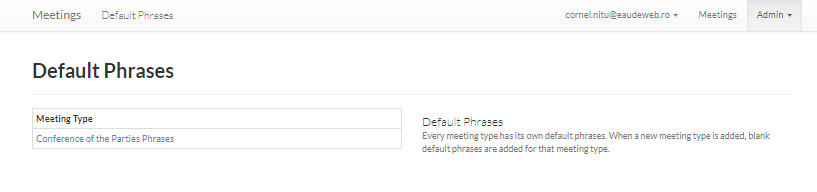 Meetings Default Phrases cornel.nitu@eaudeweb.ro Meetings Admin
Default Phrases
Meeting Type
Conference of the Parties Phrases
Default Phrases
Every meeting type has its own default phrases. When a new meeting type is added, blank
default phrases are added for that meeting type.